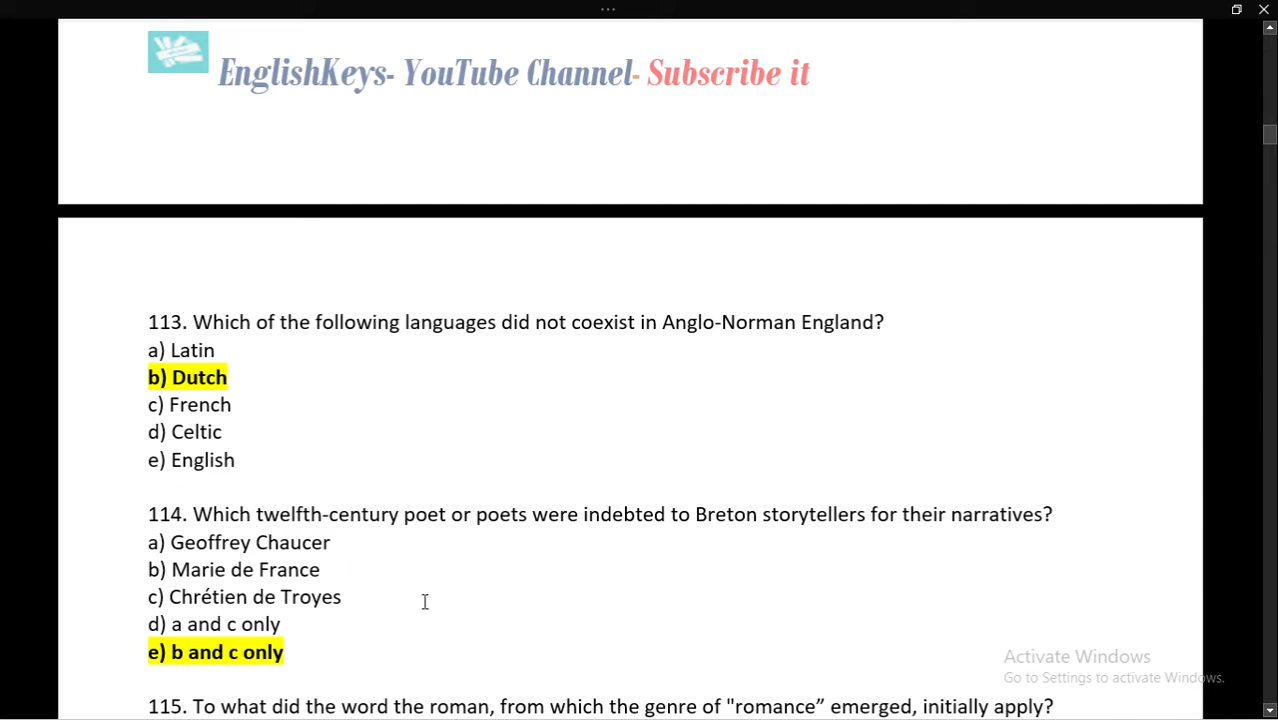 EnglishKeys- YouTube Channel- Subscribe it
113. Which of the following languages did not coexist in Anglo-Norman England?
a) Latin
b) Dutch
c) French
d) Celtic
e) English
114. Which twelfth-century poet or poets were indebted to Breton storytellers for their narratives?
a) Geoffrey Chaucer
b) Marie de France
c) Chrétien de Troyes
d) a and c only
e) b and c only
Activate Windows
Go to Settings to activate Windows.
115. To what did the word the roman, from which the genre of "romance” emerged, initially apply?